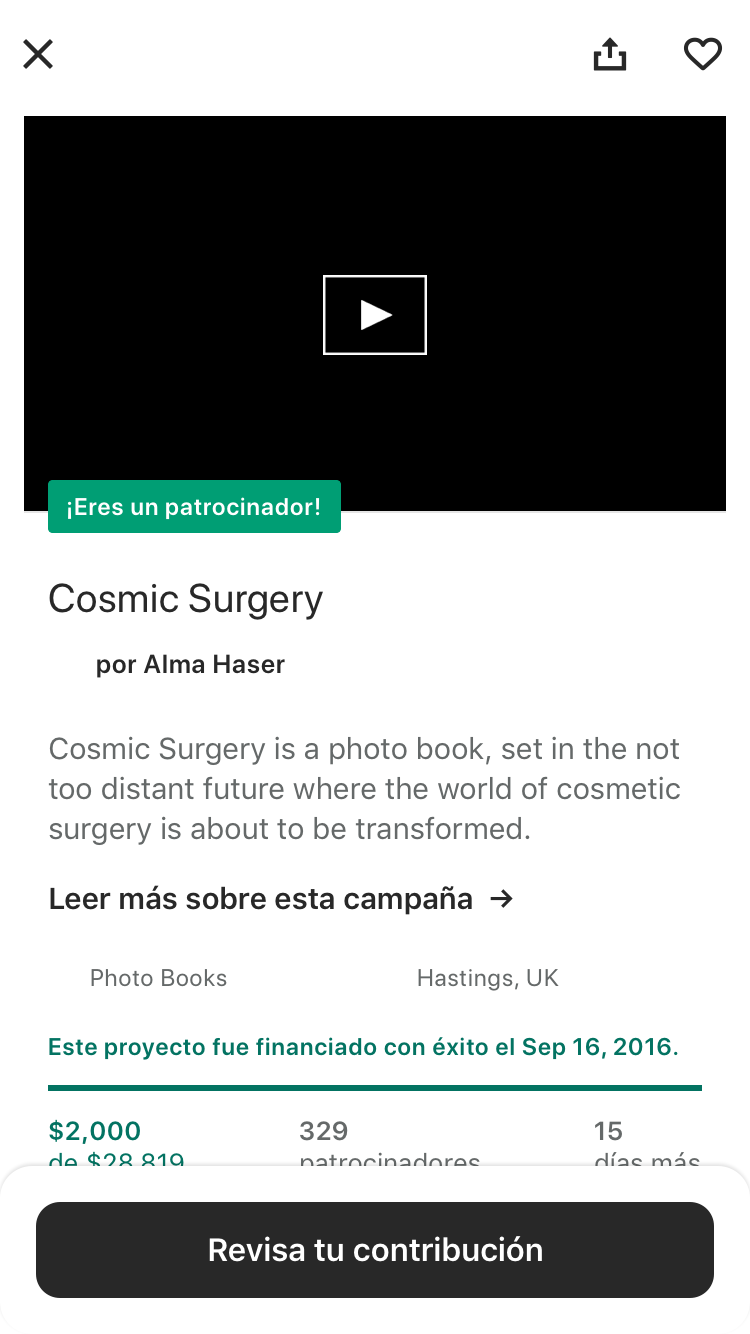 ¡Eres un patrocinador!
Cosmic Surgery
por Alma Haser
Cosmic Surgery is a photo book, set in the not
too distant future where the world of cosmetic
surgery is about to be transformed.
Leer más sobre esta campaña →
Photo Books Hastings, UK
Este proyecto fue financiado con éxito el Sep 16, 2016.
$2,000 329 15
de $28,819 patrocinadores días más
Revisa tu contribución